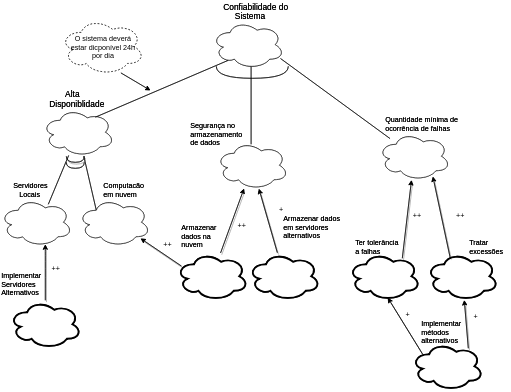 Confiabilidade do
Sistema
O sistema deverá
estar dicponível 24h
por dia
Alta
Disponiblidade
Segurança no
armazenamento
de dados
Quantidade mínima de
ocorrência de falhas
Servidores
Locais
Computacão
em nuvem
Armazenar
dados na
nuvem
++
++
+
Armazenar dados
em servidores
alternativos
++
++
Ter tolerância
a falhas
Tratar
excessões
Implementar
Servidores
Alternativos
++
+
Implementar
métodos
alternativos
+